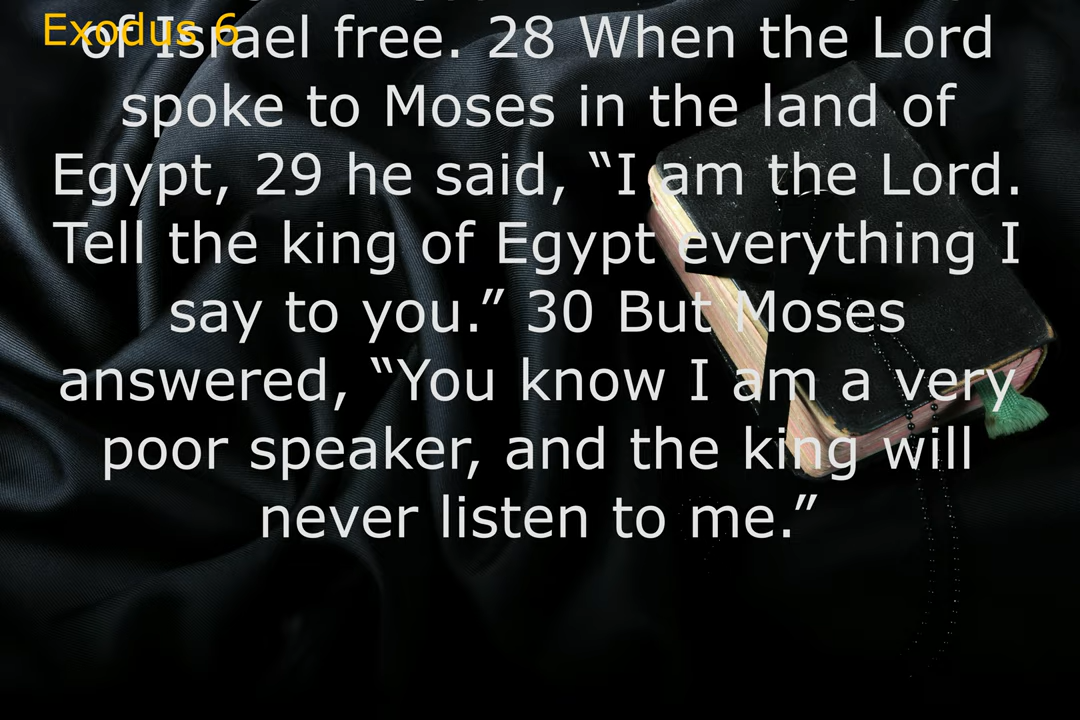 Exodus 6
of Israel free. 28 When the Lord
spoke to Moses in the land of
Egypt, 29 he said, “I am the Lord.
Tell the king of Egypt everything I
say to you.” 30 But Moses
answered, “You know I am a very
poor speaker, and the king will
never listen to me.”